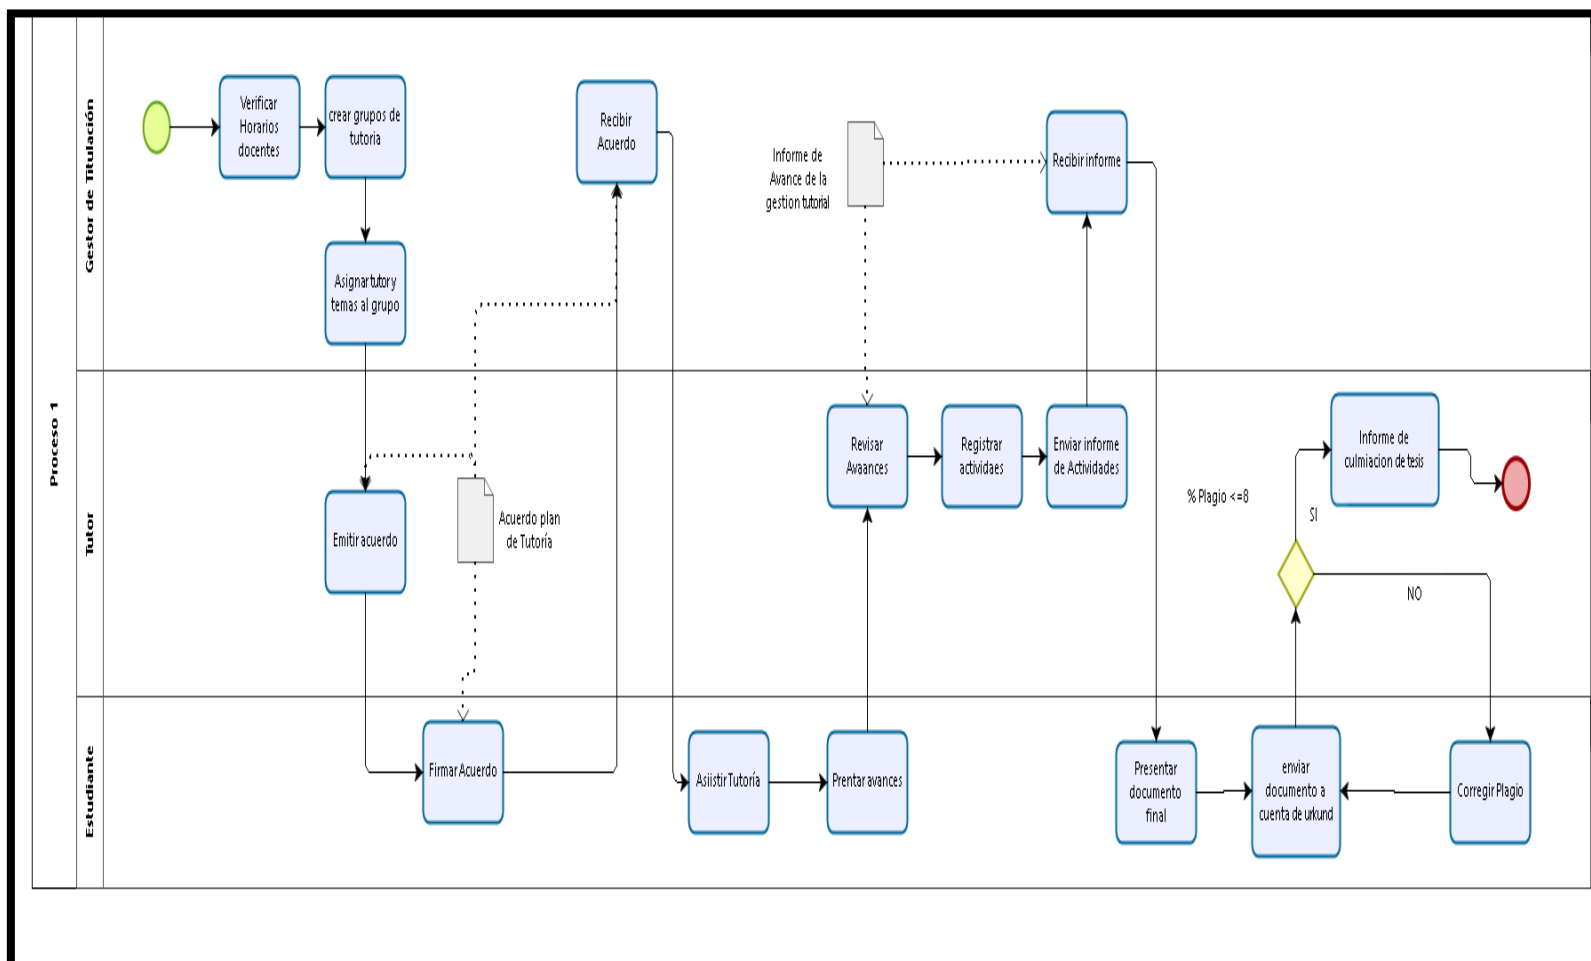 Proceso 1
Gestor de Titulación
Verificar
Horarios
docentes
crear grupos de
tutoria
Asignar tutor y
temas al grupo
Recibir
Acuerdo
Informe de
Avance de la
gestion tutorial
Recibir informe
Tutor
Emitir acuerdo
Acuerdo plan
de Tutoría
Revisar
Avaances
Registrar
actividaes
Enviar informe
de Actividades
% Plagio <=8
SI
NO
Informe de
culmiacion de tesis
Estudiante
Firmar Acuerdo
Asiistir Tutoría
Prentar avances
Presentar
documento
final
enviar
documento a
cuenta de urkund
Corregir Plagio